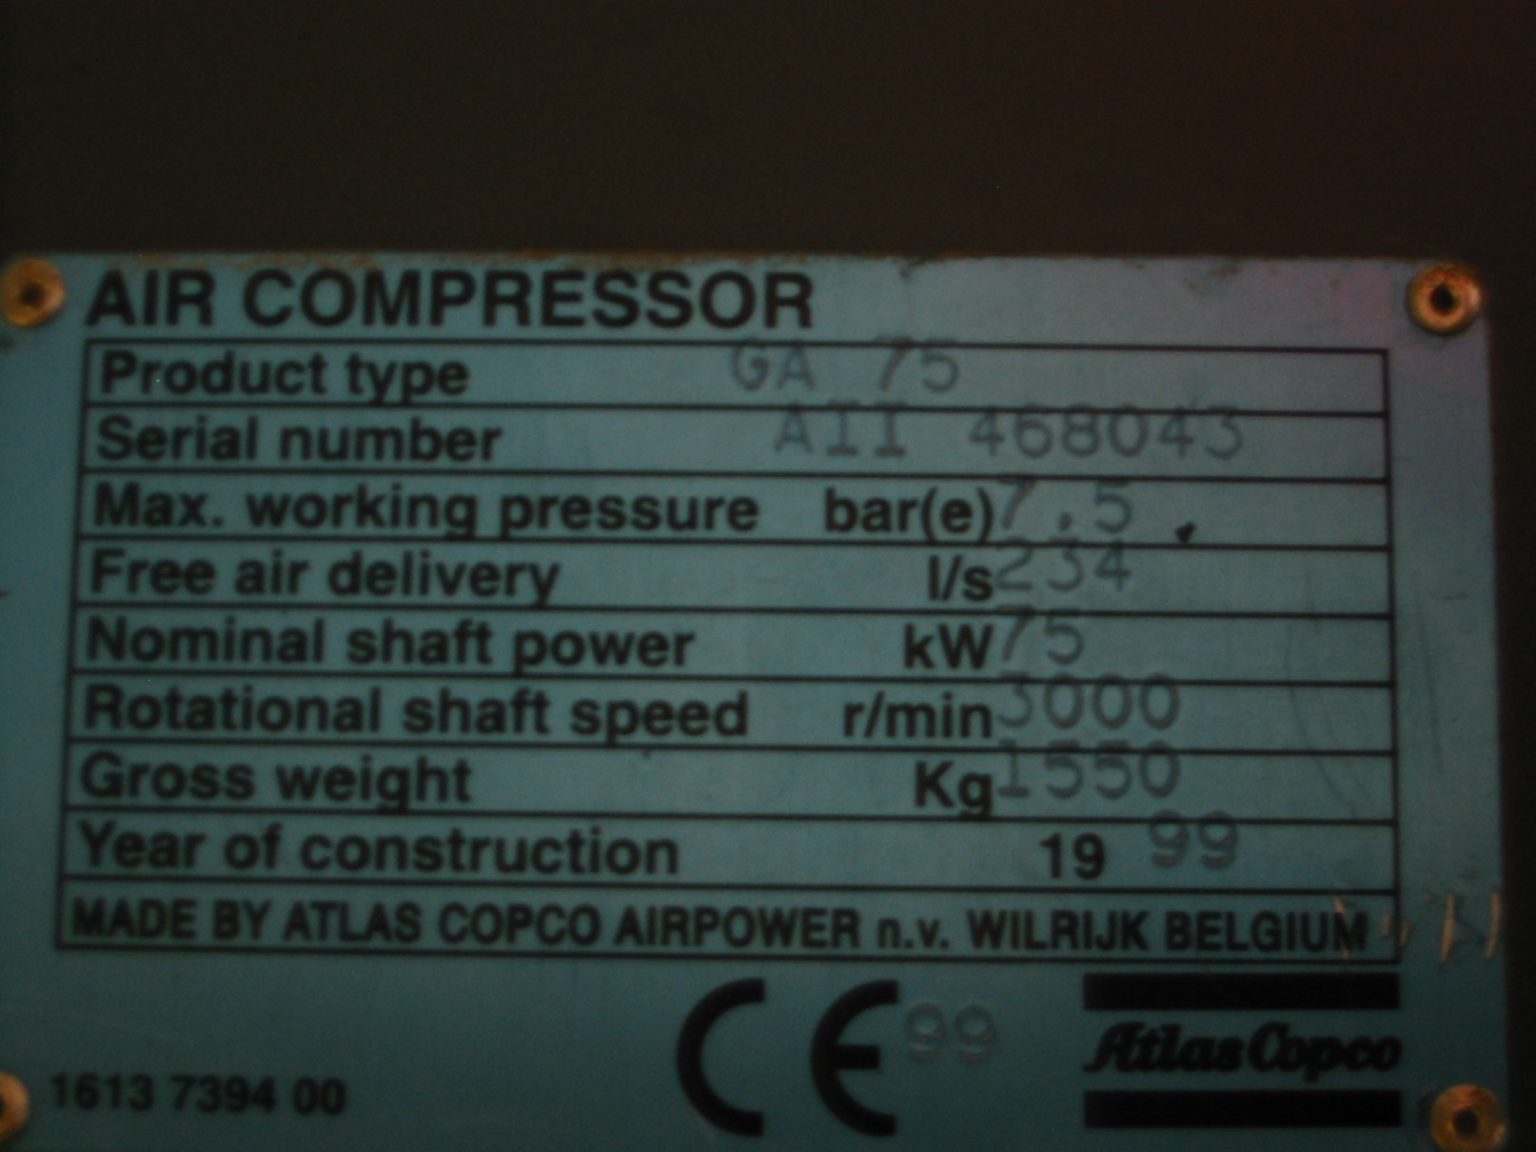 AIR COMPRESSOR
Product type GA 75
Serial number AII 468043
Max. working pressure bar(e) 7.5
Free air delivery l/s 234
Nominal shaft power kW 75
Rotational shaft speed r/min 3000
Gross weight Kg 1550
Year of construction 19 99
MADE BY ATLAS COPCO AIRPOWER n.v. WILRIJK BELGIUM
CE 99
Atlas Copco
1613 7394 00